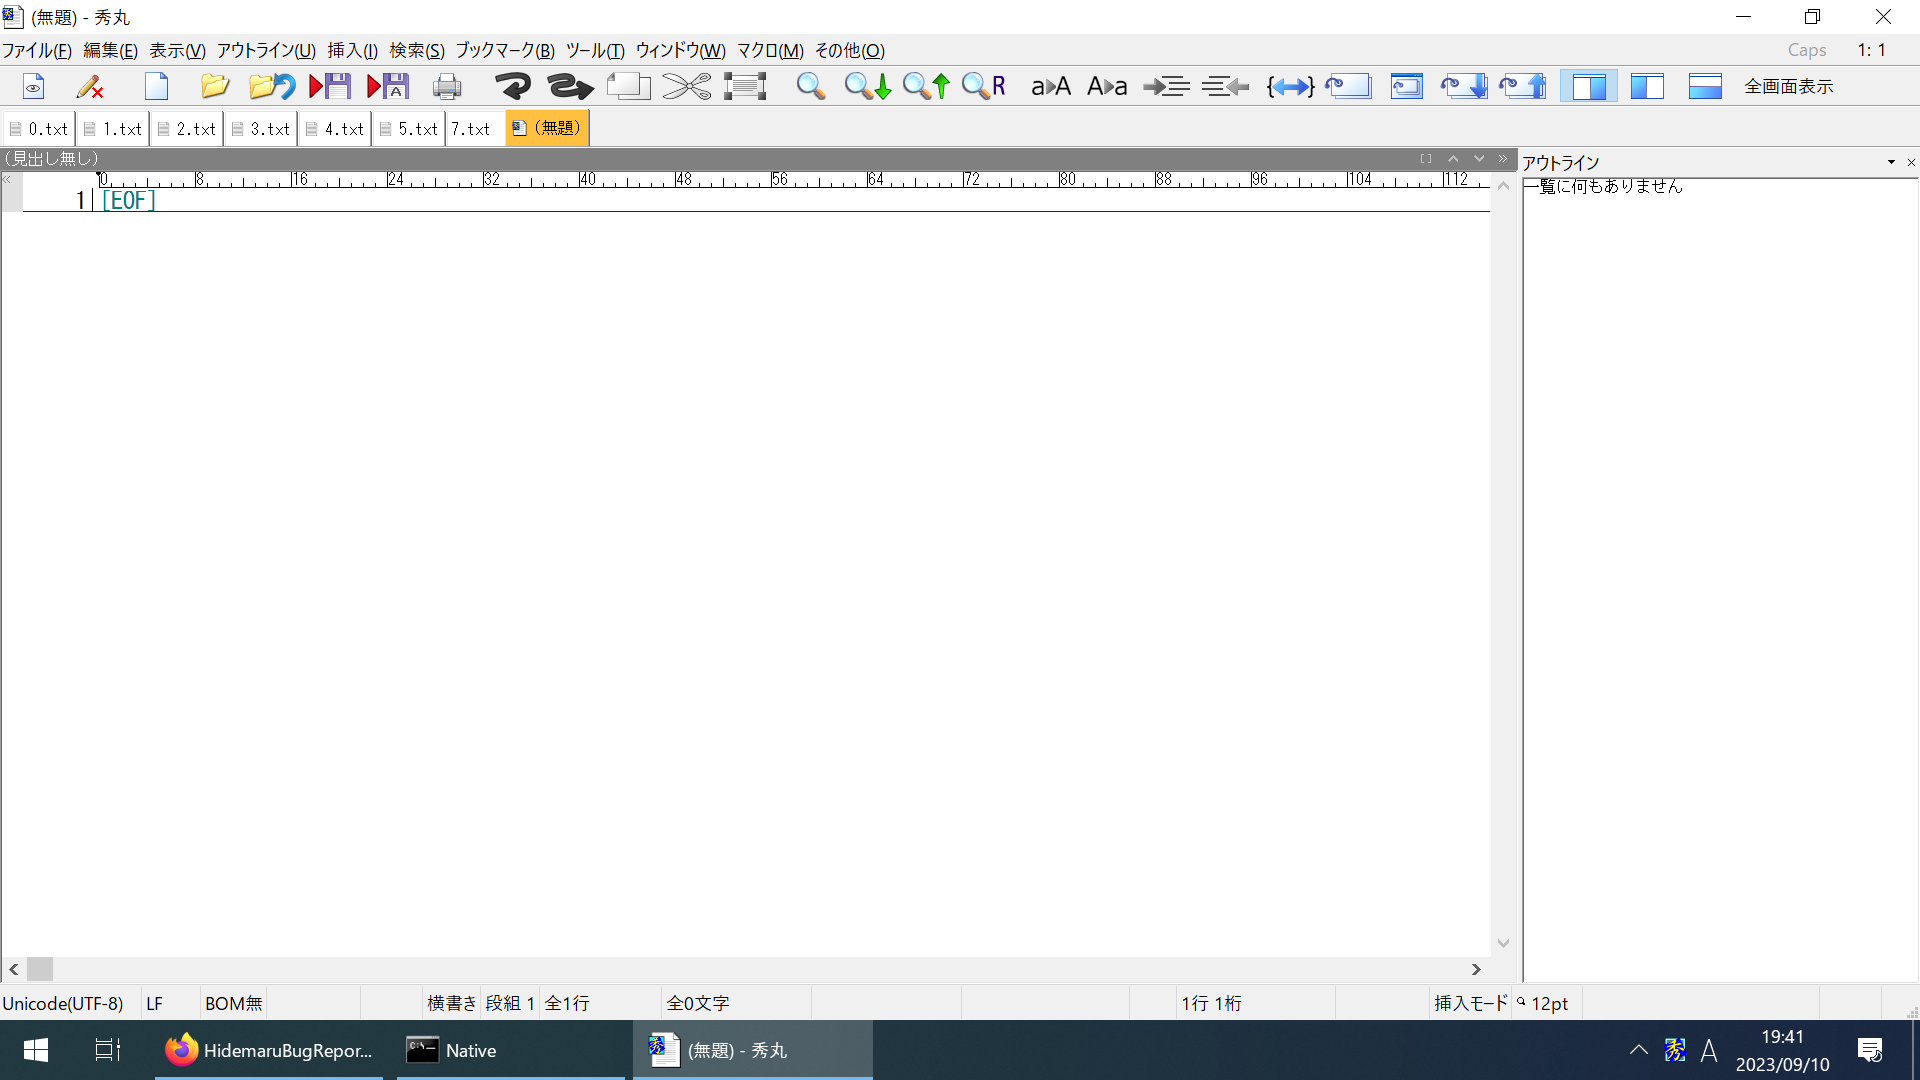 (無題) - 秀丸
ファイル(F) 編集(E) 表示(V) アウトライン(U) 挿入(I) 検索(S) ブックマーク(B) ツール(T) ウィンドウ(W) マクロ(M) その他(O) Caps 1: 1
R aA Aa 全画面表示
0.txt 1.txt 2.txt 3.txt 4.txt 5.txt 7.txt (無題)
(見出し無し)
アウトライン
0 8 16 24 32 40 48 56 64 72 80 88 96 104 112
一覧に何もありません
1 [EOF]
Unicode(UTF-8) LF BOM無 横書き 段組 1 全1行 全0文字 1行 1桁 挿入モード 12pt
HidemaruBugRepor... Native (無題) - 秀丸 秀 A 19:41
2023/09/10